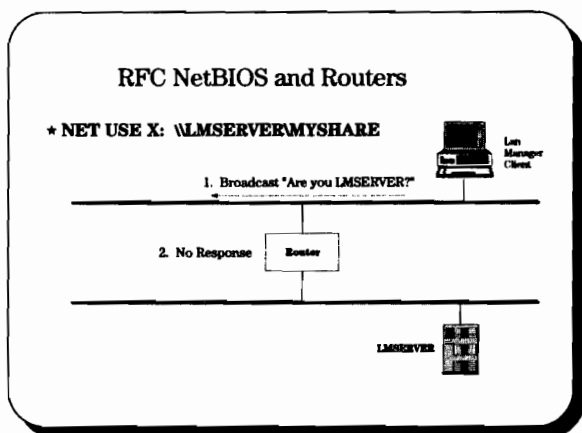 RFC NetBIOS and Routers
★ NET USE X: \\LMSERVER\MYSHARE
Lan
Manager
Client
1. Broadcast "Are you LMSERVER?"
2. No Response
Router
LMSERVER